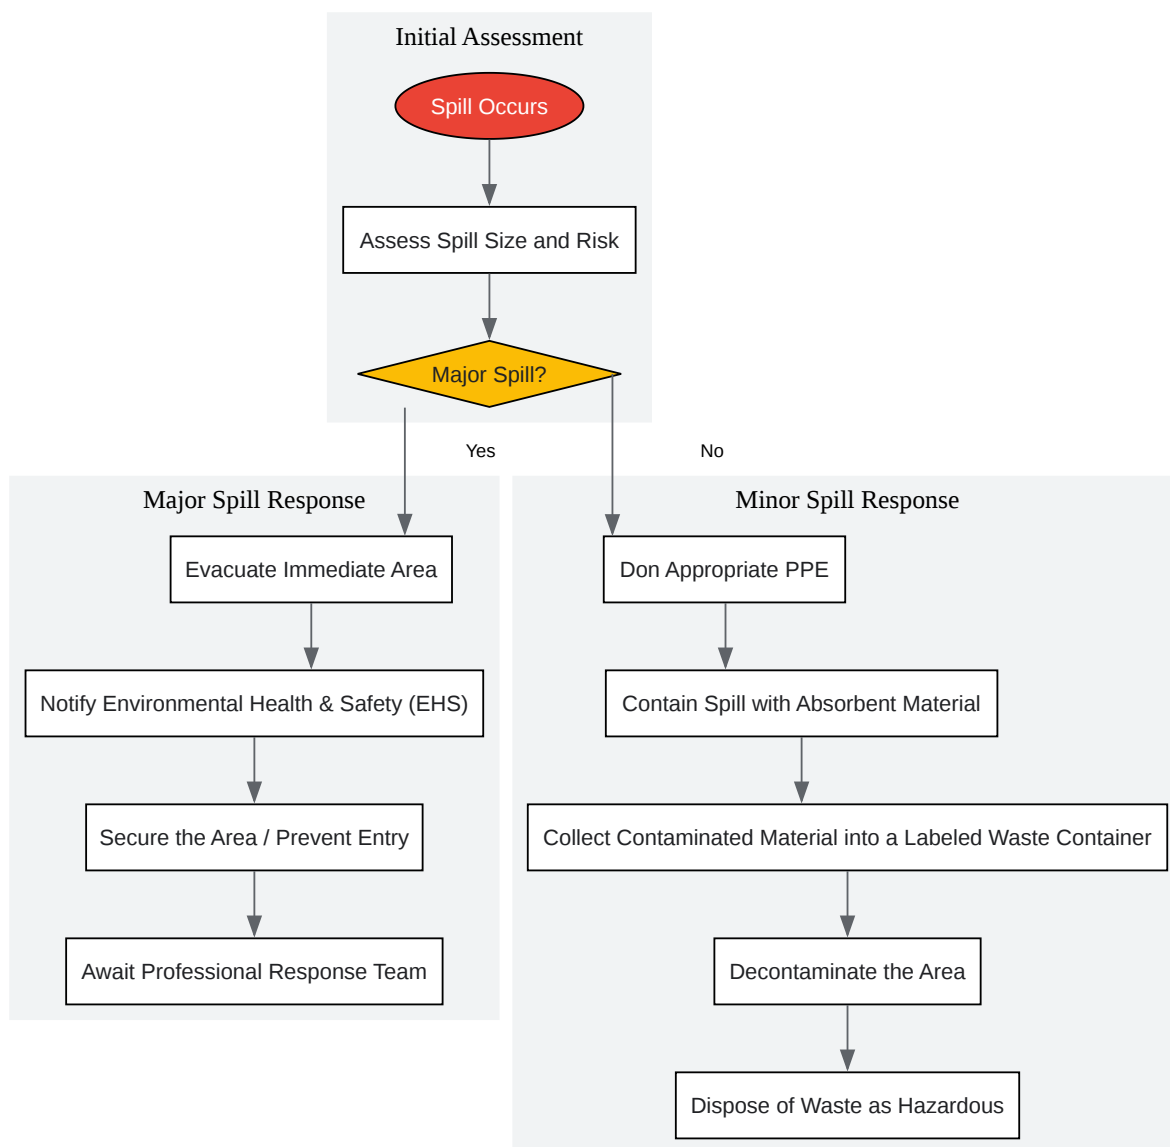 Initial Assessment
Spill Occurs
Assess Spill Size and Risk
Major Spill?
Yes
No
Major Spill Response
Evacuate Immediate Area
Notify Environmental Health & Safety (EHS)
Secure the Area / Prevent Entry
Await Professional Response Team
Minor Spill Response
Don Appropriate PPE
Contain Spill with Absorbent Material
Collect Contaminated Material into a Labeled Waste Container
Decontaminate the Area
Dispose of Waste as Hazardous